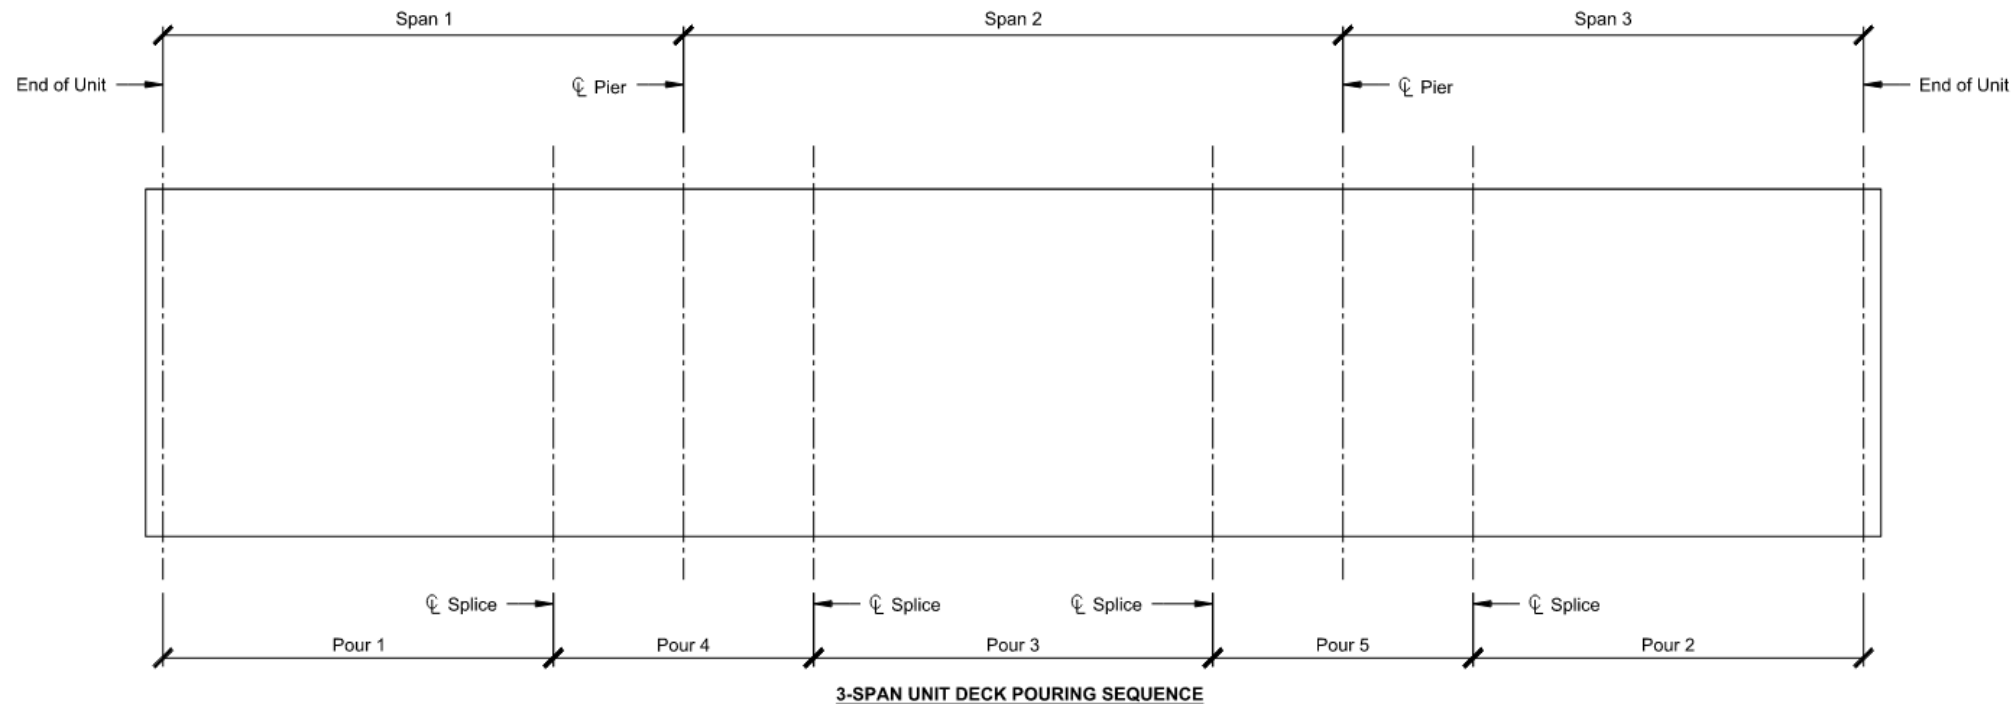 Span 1
Span 2
Span 3
End of Unit
℄ Pier
℄ Pier
End of Unit
℄ Splice
℄ Splice
℄ Splice
℄ Splice
Pour 1
Pour 4
Pour 3
Pour 5
Pour 2
3-SPAN UNIT DECK POURING SEQUENCE